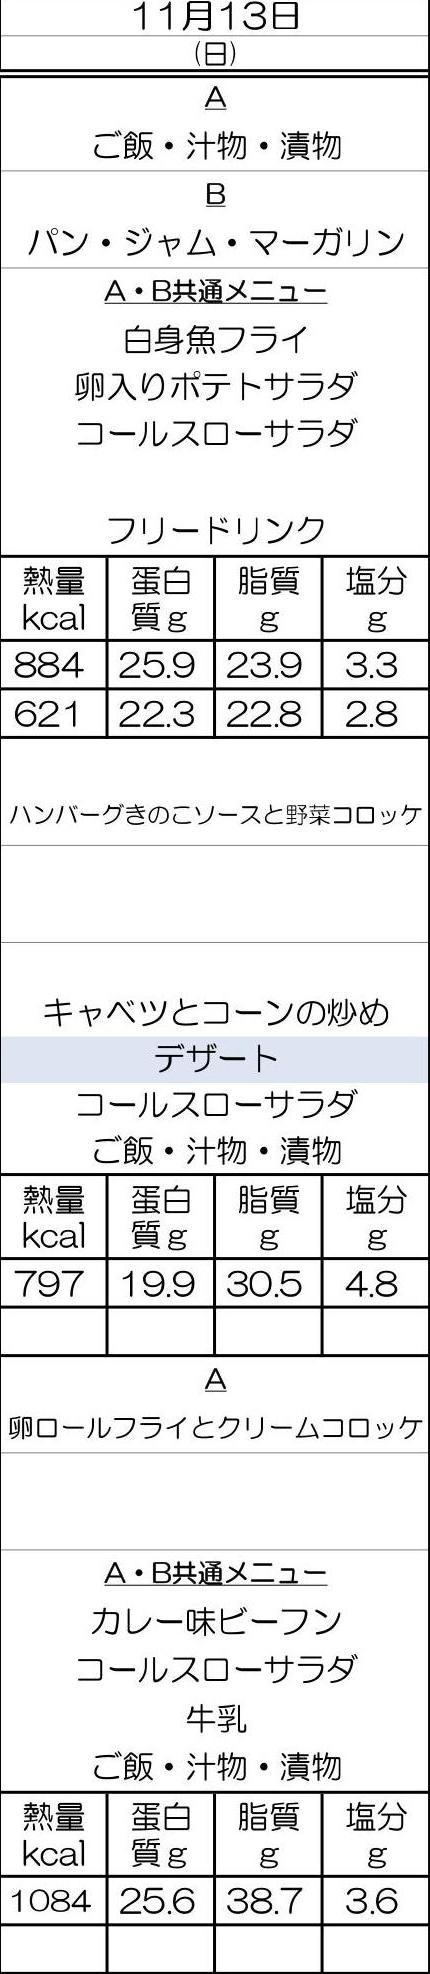 11月13日
(日)
A
ご飯・汁物・漬物
B
パン・ジャム・マーガリン
A・B共通メニュー
白身魚フライ
卵入りポテトサラダ
コールスローサラダ
フリードリンク
熱量 蛋白 脂質 塩分
kcal 質g g g
884 25.9 23.9 3.3
621 22.3 22.8 2.8
ハンバーグきのこソースと野菜コロッケ
キャベツとコーンの炒め
デザート
コールスローサラダ
ご飯・汁物・漬物
熱量 蛋白 脂質 塩分
kcal 質g g g
797 19.9 30.5 4.8
A
卵ロールフライとクリームコロッケ
A・B共通メニュー
カレー味ビーフン
コールスローサラダ
牛乳
ご飯・汁物・漬物
熱量 蛋白 脂質 塩分
kcal 質g g g
1084 25.6 38.7 3.6